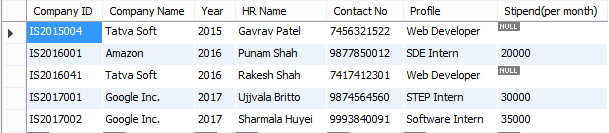 Company ID Company Name Year HR Name Contact No Profile Stipend(per month)
IS2015004 Tatva Soft 2015 Gavrav Patel 7456321522 Web Developer NULL
IS2016001 Amazon 2016 Punam Shah 9877850012 SDE Intern 20000
IS2016041 Tatva Soft 2016 Rakesh Shah 7417412301 Web Developer NULL
IS2017001 Google Inc. 2017 Ujjvala Britto 9874564560 STEP Intern 30000
IS2017002 Google Inc. 2017 Sharmala Huyei 9993840091 Software Intern 35000